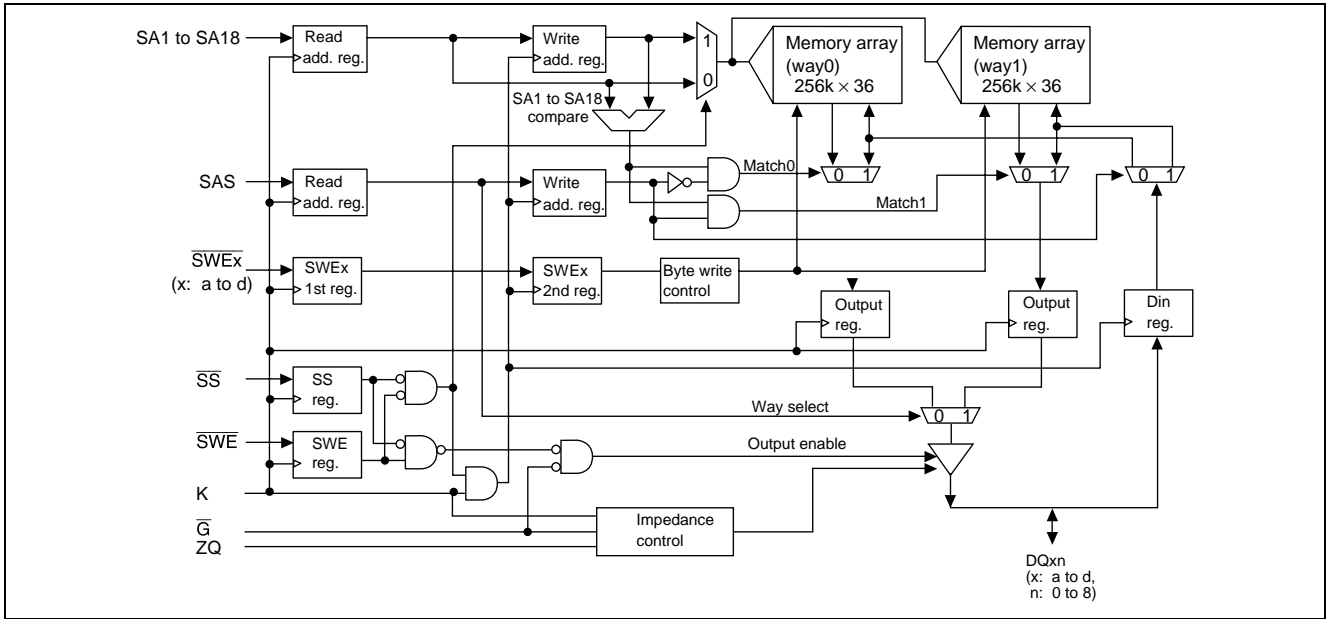 SA1 to SA18
Read
add. reg.
Write
add. reg.
1
0
Memory array
(way0)
256k × 36
Memory array
(way1)
256k × 36
SA1 to SA18
compare
SAS
Read
add. reg.
Write
add. reg.
Match0
0 1
0 1
0 1
Match1
SWEx
(x: a to d)
SWEx
1st reg.
SWEx
2nd reg.
Byte write
control
Output
reg.
Output
reg.
Din
reg.
SS
SS
reg.
Way select
0 1
SWE
SWE
reg.
Output enable
K
G
ZQ
Impedance
control
DQxn
(x: a to d,
n: 0 to 8)